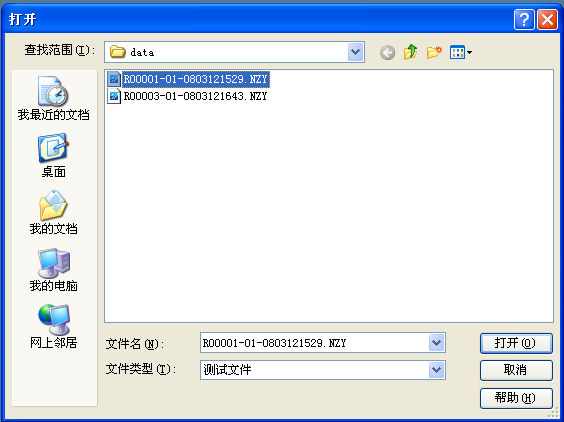 打开
查找范围(I):
data
R00001-01-0803121529.NZY
R00003-01-0803121643.NZY
我最近的文档
桌面
我的文档
我的电脑
网上邻居
文件名(N):
R00001-01-0803121529.NZY
打开(O)
文件类型(T):
测试文件
取消
帮助(H)